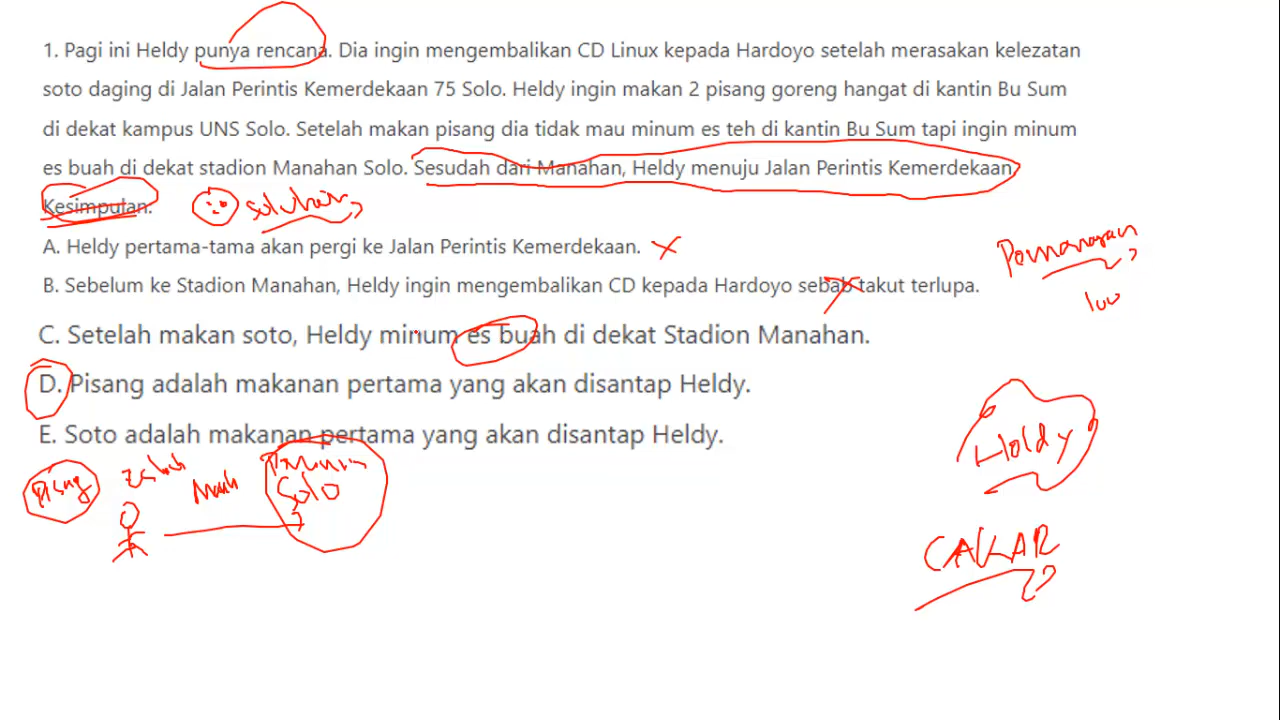 1. Pagi ini Heldy punya rencana. Dia ingin mengembalikan CD Linux kepada Hardoyo setelah merasakan kelezatan
soto daging di Jalan Perintis Kemerdekaan 75 Solo. Heldy ingin makan 2 pisang goreng hangat di kantin Bu Sum
di dekat kampus UNS Solo. Setelah makan pisang dia tidak mau minum es teh di kantin Bu Sum tapi ingin minum
es buah di dekat stadion Manahan Solo. Sesudah dari Manahan, Heldy menuju Jalan Perintis Kemerdekaan.
Kesimpulan.
A. Heldy pertama-tama akan pergi ke Jalan Perintis Kemerdekaan.
B. Sebelum ke Stadion Manahan, Heldy ingin mengembalikan CD kepada Hardoyo sebab takut terlupa.
C. Setelah makan soto, Heldy minum es buah di dekat Stadion Manahan.
D. Pisang adalah makanan pertama yang akan disantap Heldy.
E. Soto adalah makanan pertama yang akan disantap Heldy.
Heldy
Pisang
Solo
CAKAR